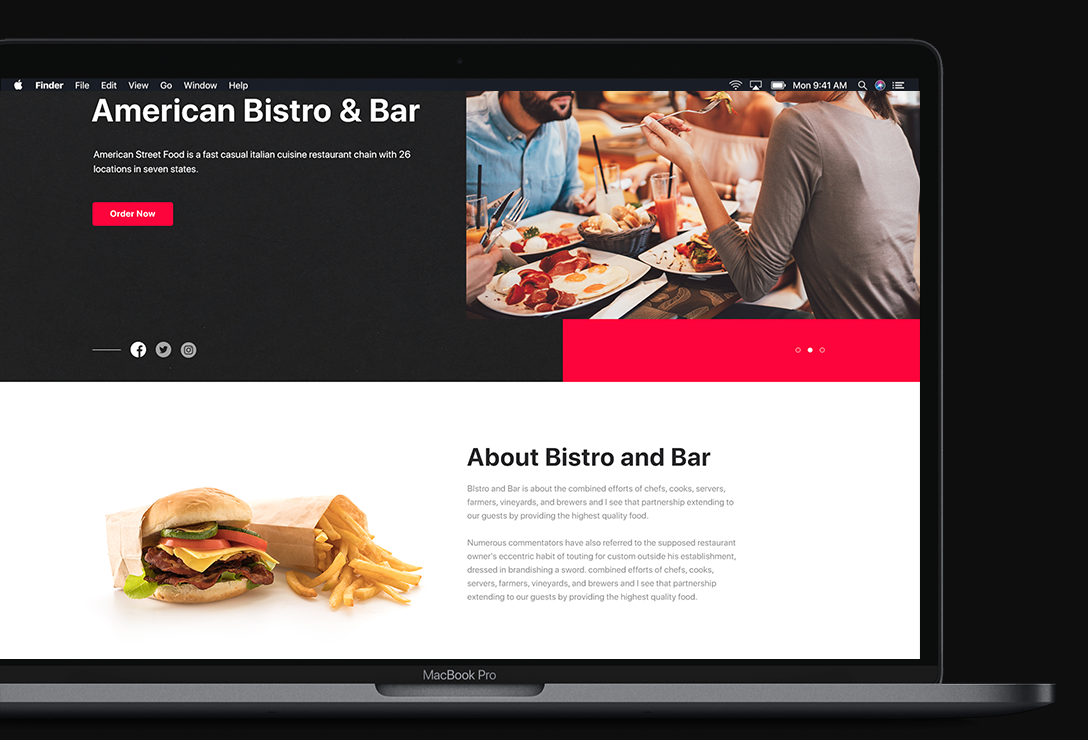 Finder File Edit View Go Window Help Mon 9:41 AM
American Bistro & Bar
American Street Food is a fast casual italian cuisine restaurant chain with 26
locations in seven states.
Order Now
About Bistro and Bar
BIstro and Bar is about the combined efforts of chefs, cooks, servers,
farmers, vineyards, and brewers and I see that partnership extending to
our guests by providing the highest quality food.
Numerous commentators have also referred to the supposed restaurant
owner's eccentric habit of touting for custom outside his establishment,
dressed in brandishing a sword. combined efforts of chefs, cooks,
servers, farmers, vineyards, and brewers and I see that partnership
extending to our guests by providing the highest quality food.
MacBook Pro